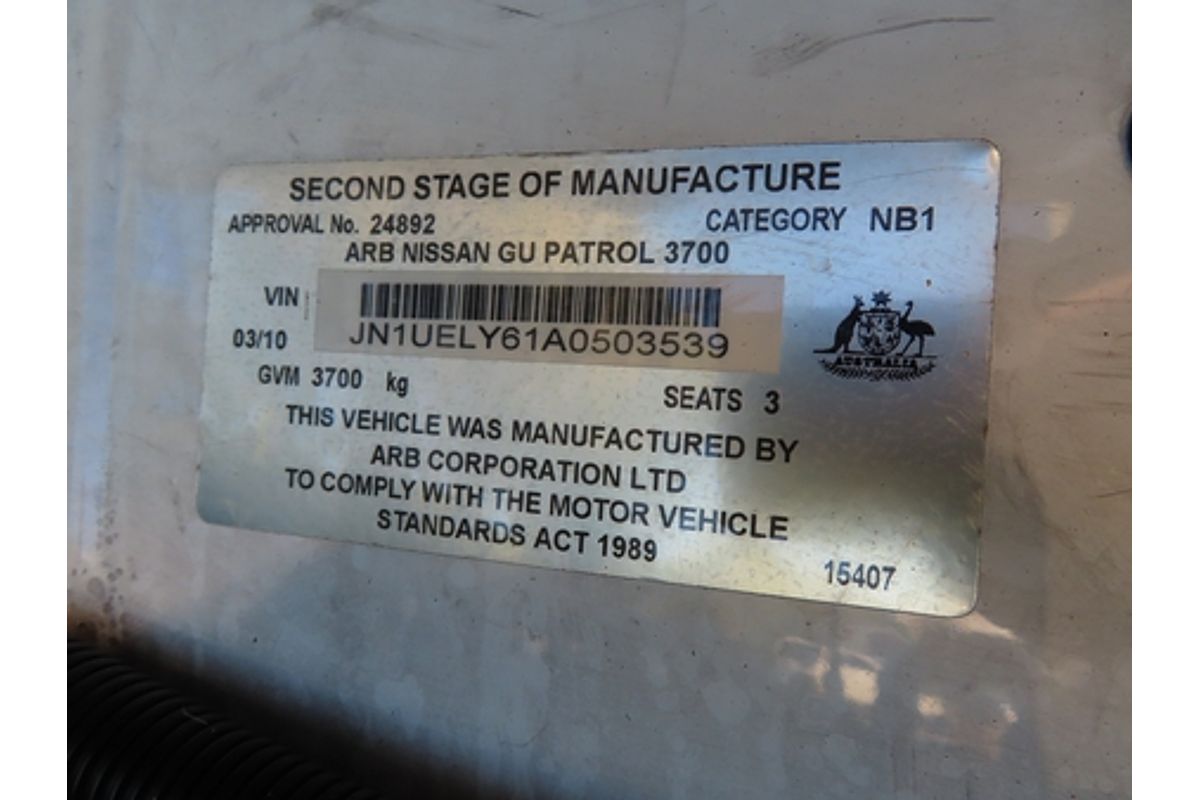 SECOND STAGE OF MANUFACTURE
APPROVAL No. 24892 CATEGORY NB1
ARB NISSAN GU PATROL 3700
VIN
JN1UELY61A0503539
03/10
AUSTRALIA
GVM 3700 kg SEATS 3
THIS VEHICLE WAS MANUFACTURED BY
ARB CORPORATION LTD
TO COMPLY WITH THE MOTOR VEHICLE
STANDARDS ACT 1989
15407